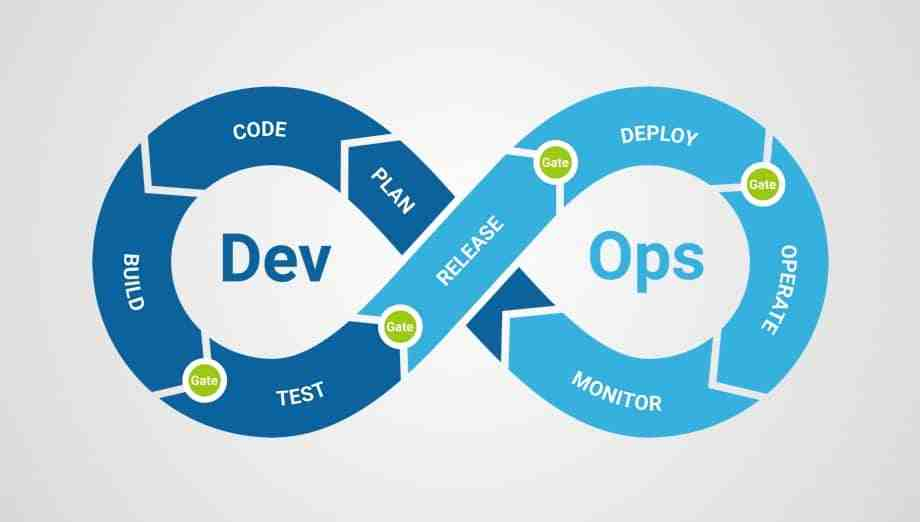 CODE
PLAN
BUILD
Dev
Gate
TEST
Gate
RELEASE
Gate
DEPLOY
Gate
Ops
OPERATE
MONITOR